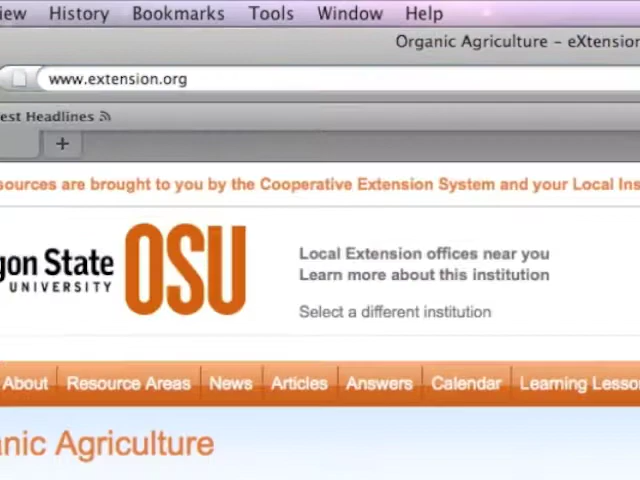 iew History Bookmarks Tools Window Help
Organic Agriculture – eXtension
www.extension.org
est Headlines
+
sources are brought to you by the Cooperative Extension System and your Local Ins
gon State
UNIVERSITY
OSU
Local Extension offices near you
Learn more about this institution
Select a different institution
About Resource Areas News Articles Answers Calendar Learning Lesso
anic Agriculture